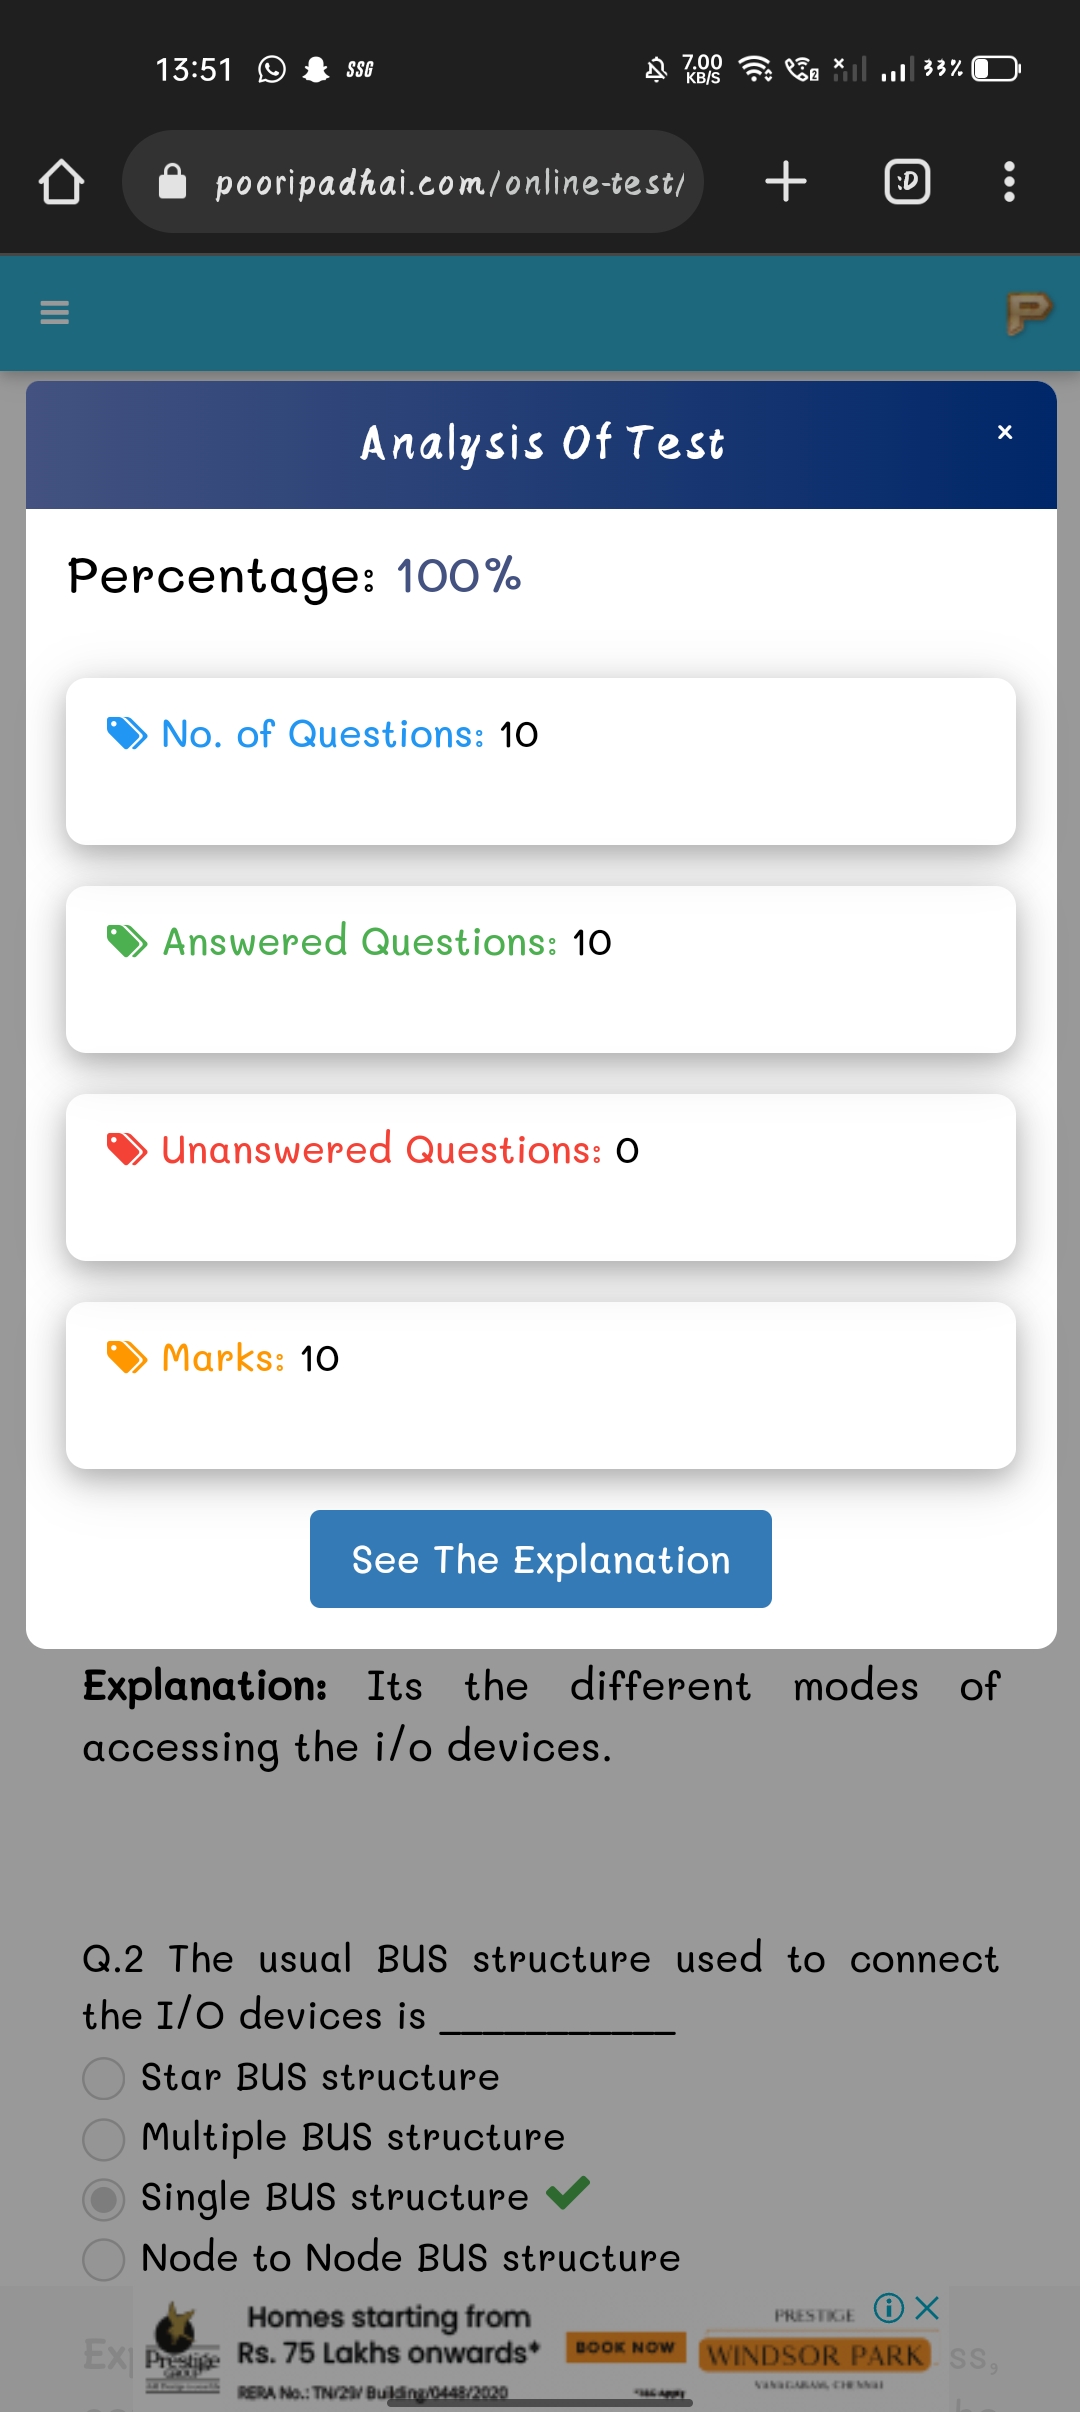 13:51 SSG 7.00 KB/S 33%
pooripadhai.com/online-test/
:D
P
Analysis Of Test
×
Percentage: 100%
No. of Questions: 10
Answered Questions: 10
Unanswered Questions: 0
Marks: 10
See The Explanation
Explanation: Its the different modes of
accessing the i/o devices.
Q.2 The usual BUS structure used to connect
the I/O devices is ___________
Star BUS structure
Multiple BUS structure
Single BUS structure
Node to Node BUS structure
Homes starting from
Rs. 75 Lakhs onwards*
RERA No.: TN/29/ Building/0448/2020
Prestige
GROUP
BOOK NOW
*T&C Apply
PRESTIGE
WINDSOR PARK
VANAGARAM, CHENNAI
Ex
ss,